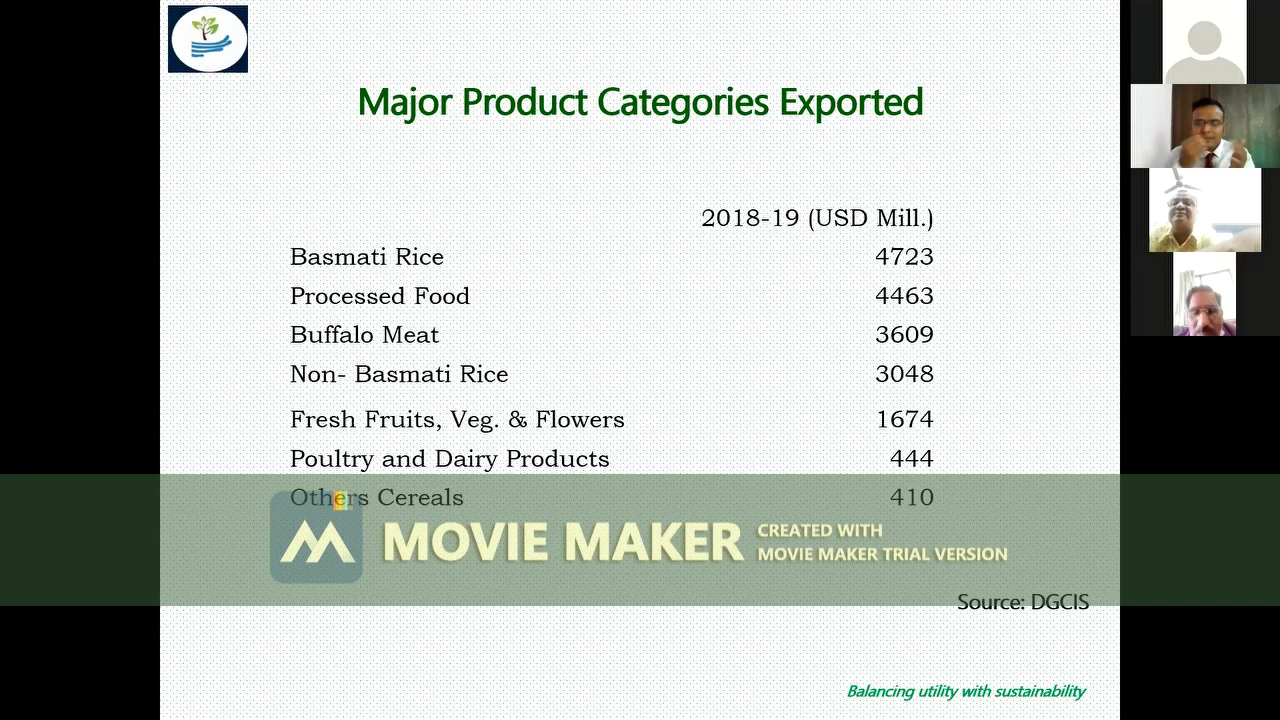 Major Product Categories Exported
2018-19 (USD Mill.)
Basmati Rice 4723
Processed Food 4463
Buffalo Meat 3609
Non- Basmati Rice 3048
Fresh Fruits, Veg. & Flowers 1674
Poultry and Dairy Products 444
Others Cereals 410
MOVIE MAKER
CREATED WITH
MOVIE MAKER TRIAL VERSION
Source: DGCIS
Balancing utility with sustainability